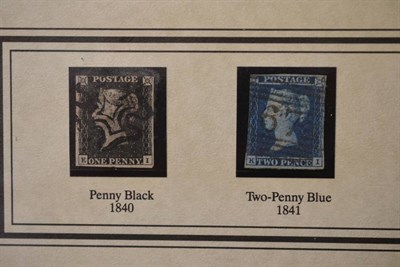 POSTAGE
ONE PENNY
E I
Penny Black
1840
POSTAGE
TWO PENCE
E I
Two-Penny Blue
1841